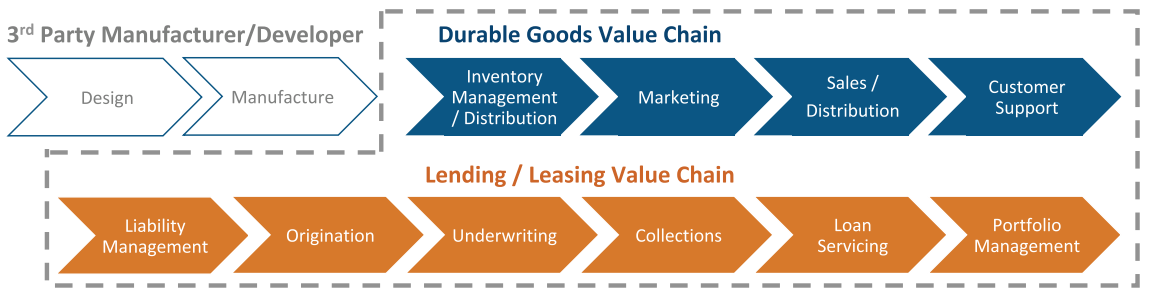 3rd Party Manufacturer/Developer
Durable Goods Value Chain
Design
Manufacture
Inventory
Management
/ Distribution
Marketing
Sales /
Distribution
Customer
Support
Lending / Leasing Value Chain
Liability
Management
Origination
Underwriting
Collections
Loan
Servicing
Portfolio
Management